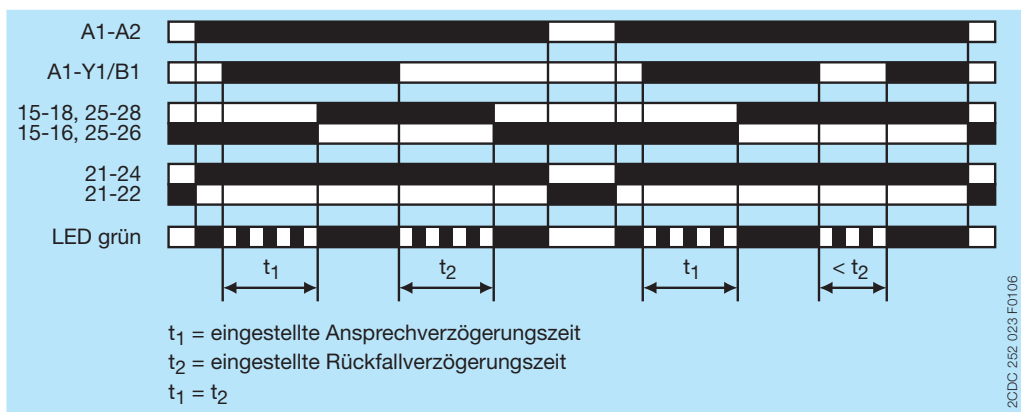 A1-A2
A1-Y1/B1
15-18, 25-28
15-16, 25-26
21-24
21-22
LED grün
t1 t2 t1 < t2
t1 = eingestellte Ansprechverzögerungszeit
t2 = eingestellte Rückfallverzögerungszeit
t1 = t2
2CDC 252 023 F0106